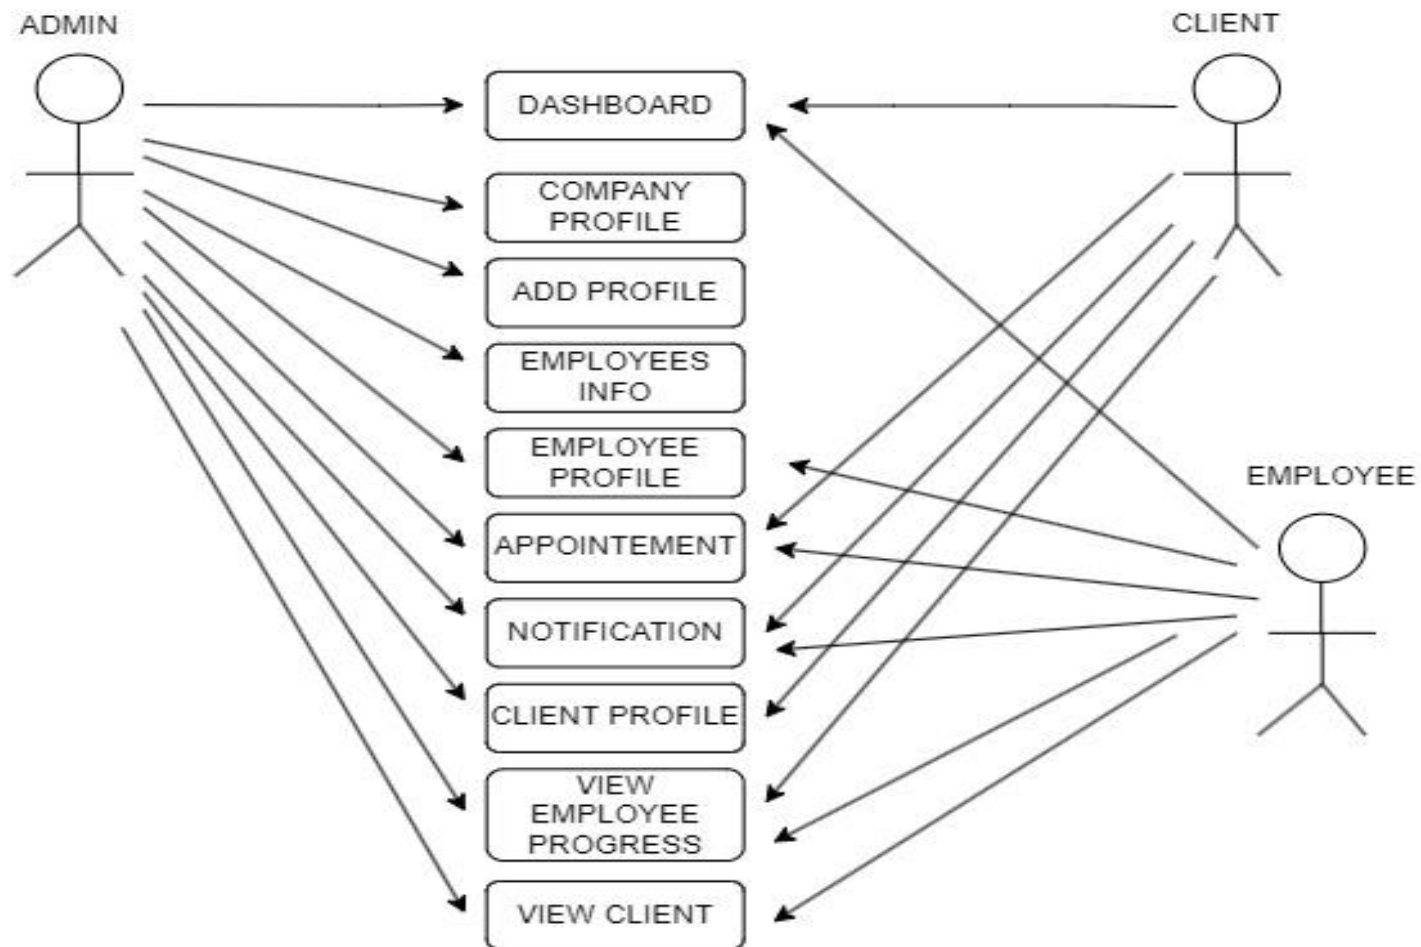 ADMIN
CLIENT
DASHBOARD
COMPANY
PROFILE
ADD PROFILE
EMPLOYEES
INFO
EMPLOYEE
PROFILE
EMPLOYEE
APPOINTEMENT
NOTIFICATION
CLIENT PROFILE
VIEW
EMPLOYEE
PROGRESS
VIEW CLIENT